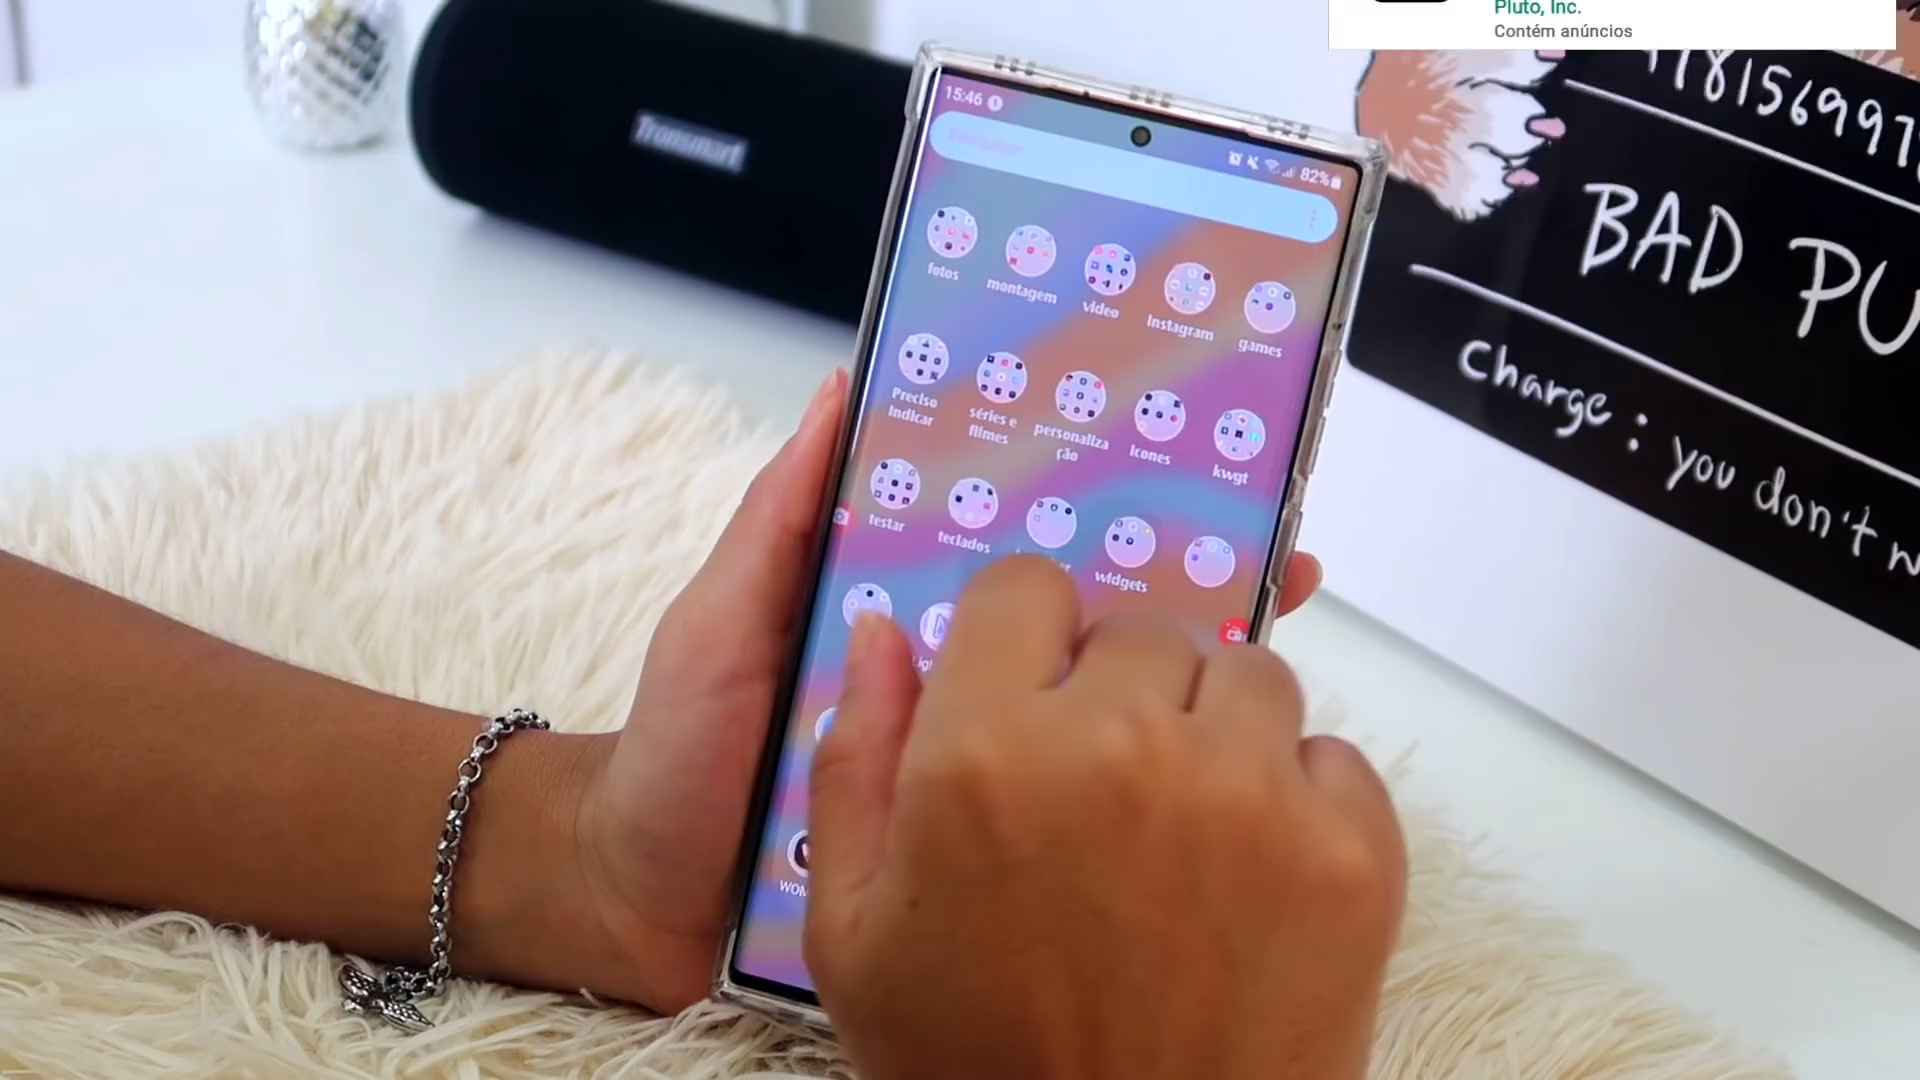 Pluto, Inc.
Contém anúncios
Tronsmart
15:46
82%
fotos
montagem
vídeo
Instagram
games
Preciso
indicar
séries e
filmes
personaliza
ção
ícones
kwgt
testar
teclados
widgets
BAD PU
Charge : you don't